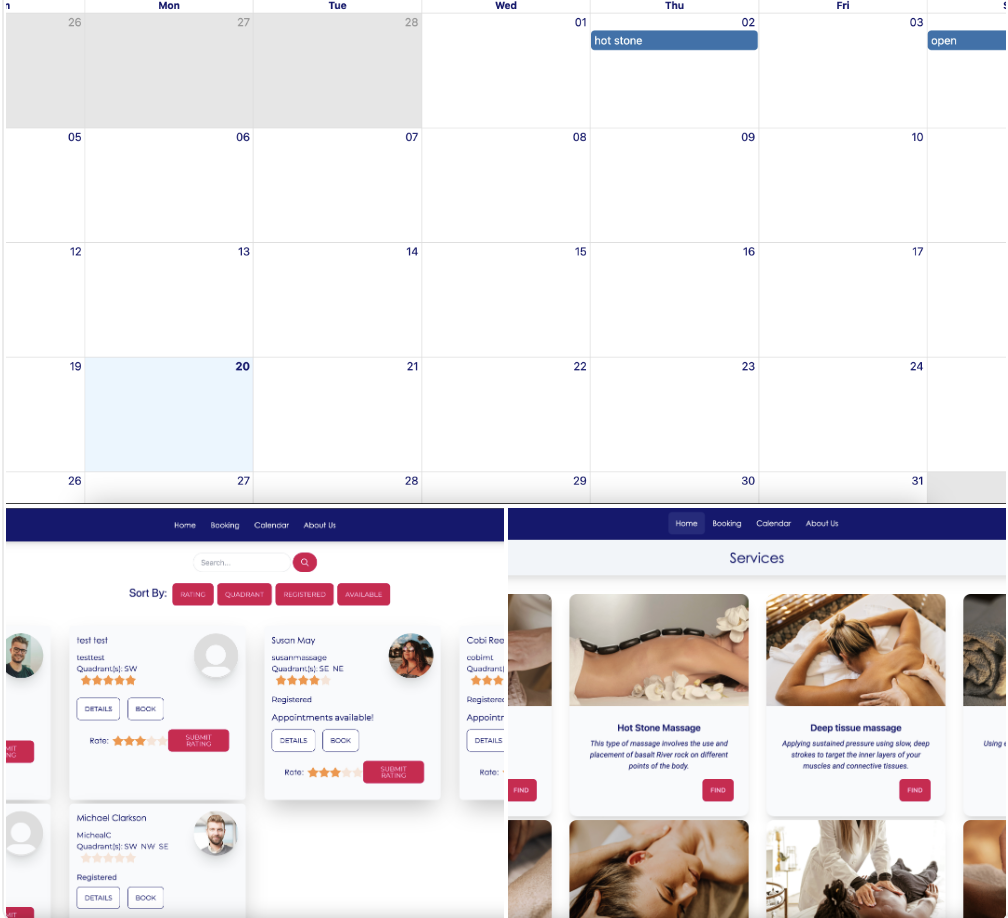 n Mon Tue Wed Thu Fri S
26 27 28 01 02 03
hot stone open
05 06 07 08 09 10
12 13 14 15 16 17
19 20 21 22 23 24
26 27 28 29 30 31
Home Booking Calendar About Us
Search...
Sort By: RATING QUADRANT REGISTERED AVAILABLE
test test
testtest
Quadrant(s): SW
DETAILS BOOK
Rate: SUBMIT
RATING
Susan May
susanmassage
Quadrant(s): SE NE
Registered
Appointments available!
DETAILS BOOK
Rate: SUBMIT
RATING
Cobi Ree
cobimt
Quadrant(
Registered
Appointm
DETAILS
Rate:
MIT
NG
Michael Clarkson
MichealC
Quadrant(s): SW NW SE
Registered
DETAILS BOOK
MIT
Home Booking Calendar About Us
Services
FIND
Hot Stone Massage
This type of massage involves the use and
placement of basalt River rock on different
points of the body.
FIND
Deep tissue massage
Applying sustained pressure using slow, deep
strokes to target the inner layers of your
muscles and connective tissues.
FIND
Using e